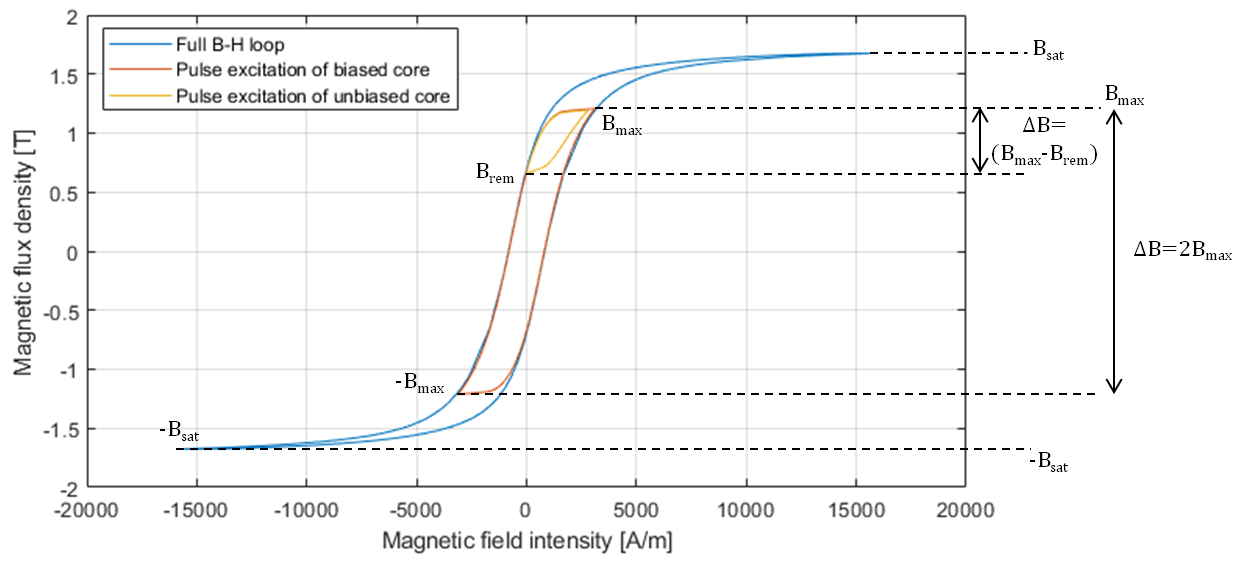 2
1.5
1
0.5
0
-0.5
-1
-1.5
-2
Magnetic flux density [T]
Full B-H loop
Pulse excitation of biased core
Pulse excitation of unbiased core
Bsat
Bmax
Bmax
ΔB=
(Bmax-Brem)
Brem
ΔB=2Bmax
-Bmax
-Bsat
-Bsat
-20000 -15000 -10000 -5000 0 5000 10000 15000 20000
Magnetic field intensity [A/m]